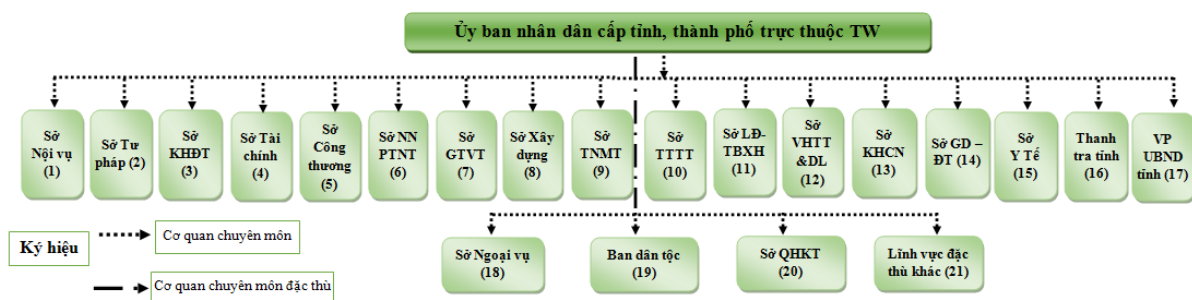 Ủy ban nhân dân cấp tỉnh, thành phố trực thuộc TW
Sở
Nội vụ
(1)
Sở Tư
pháp (2)
Sở
KHĐT
(3)
Sở Tài
chính
(4)
Sở
Công
thương
(5)
Sở NN
PTNT
(6)
Sở
GTVT
(7)
Sở Xây
dựng
(8)
Sở
TNMT
(9)
Sở
TTTT
(10)
Sở LĐ-
TBXH
(11)
Sở
VHTT
&DL
(12)
Sở
KHCN
(13)
Sở GD –
ĐT (14)
Sở
Y Tế
(15)
Thanh
tra tỉnh
(16)
VP
UBND
tỉnh (17)
Sở Ngoại vụ
(18)
Ban dân tộc
(19)
Sở QHKT
(20)
Lĩnh vực đặc
thù khác (21)
Ký hiệu
Cơ quan chuyên môn
Cơ quan chuyên môn đặc thù